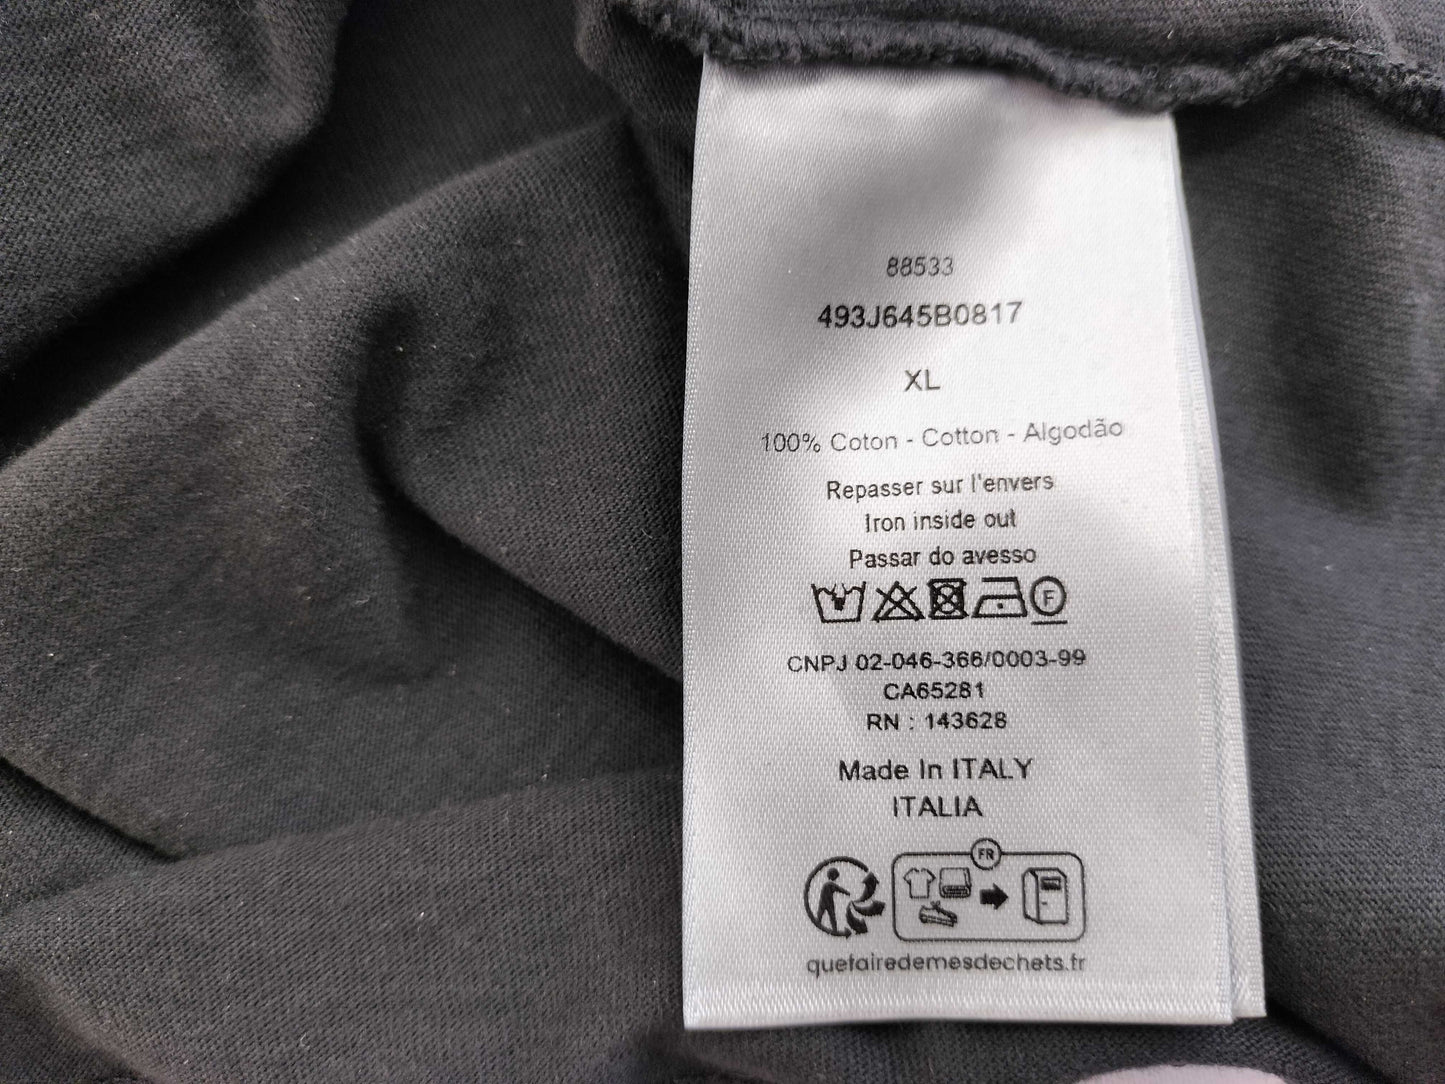 88533
493J645B0817
XL
100% Coton - Cotton - Algodão
Repasser sur l'envers
Iron inside out
Passar do avesso
F
CNPJ 02-046-366/0003-99
CA65281
RN : 143628
Made In ITALY
ITALIA
FR
quefairedemesdechets.fr